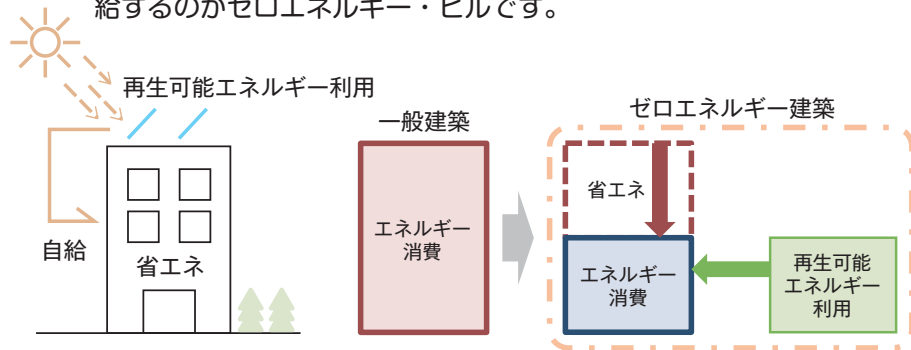 給するのがゼロエネルギー・ビルです。
再生可能エネルギー利用
自給
省エネ
一般建築
エネルギー
消費
ゼロエネルギー建築
省エネ
エネルギー
消費
再生可能
エネルギー
利用